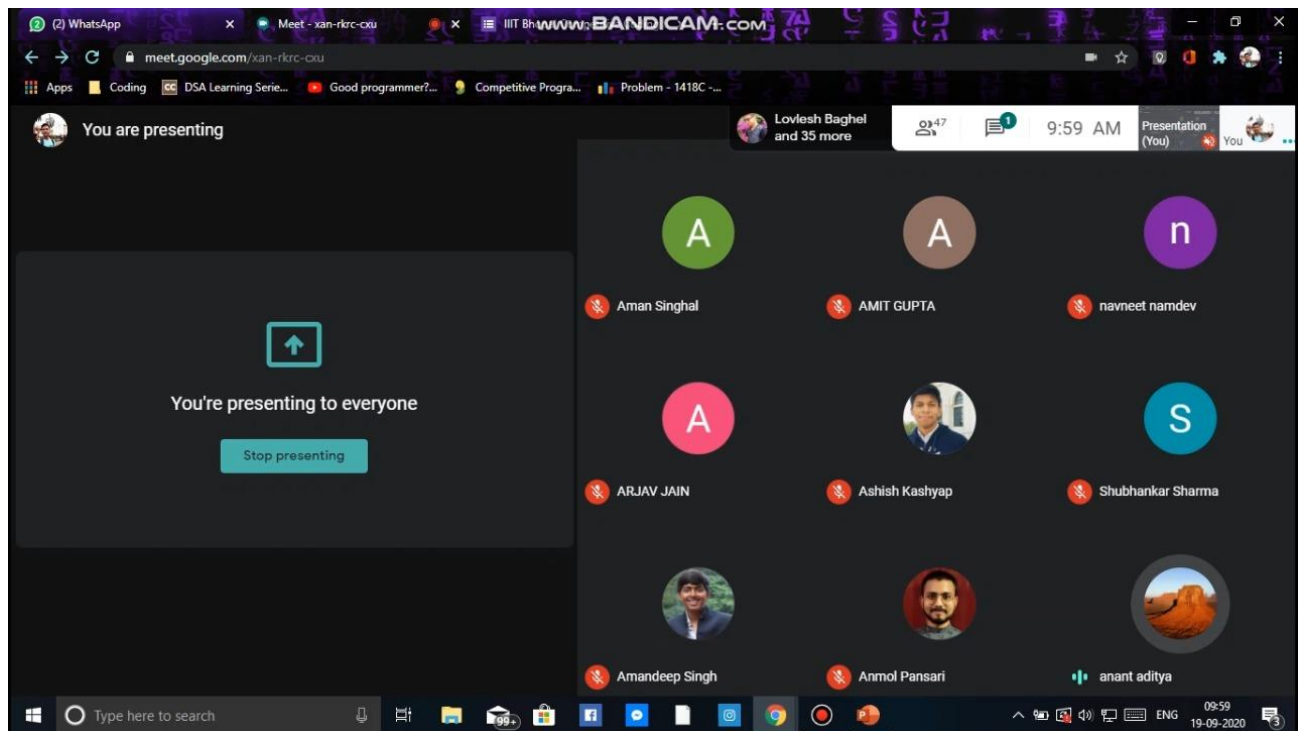 (2) WhatsApp
Meet - xan-rkrc-cxu
IIIT Bh
www.BANDICAM.com
meet.google.com/xan-rkrc-cxu
Apps Coding DSA Learning Serie... Good programmer?... Competitive Progra... Problem - 1418C -...
You are presenting
Lovlesh Baghel
and 35 more
47
1
9:59 AM
Presentation
(You)
You
A
A
n
Aman Singhal
AMIT GUPTA
navneet namdev
You're presenting to everyone
Stop presenting
A
S
ARJAV JAIN
Ashish Kashyap
Shubhankar Sharma
Amandeep Singh
Anmol Pansari
anant aditya
Type here to search
99+
ENG
09:59
19-09-2020
3